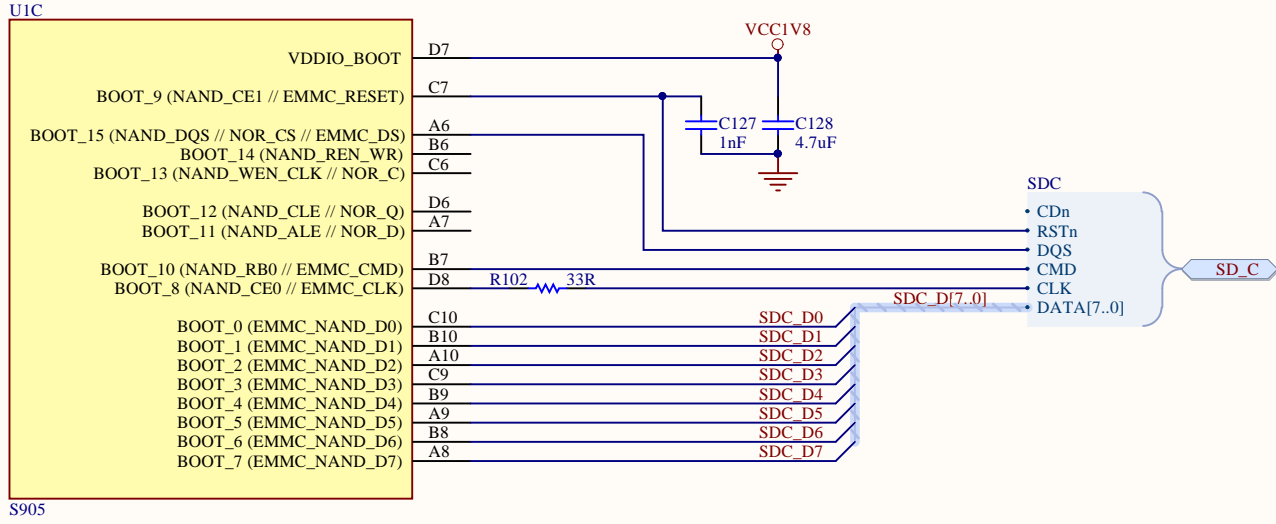 U1C
VCC1V8
VDDIO_BOOT D7
BOOT_9 (NAND_CE1 // EMMC_RESET) C7
C127 C128
1nF 4.7uF
BOOT_15 (NAND_DQS // NOR_CS // EMMC_DS) A6
BOOT_14 (NAND_REN_WR) B6
BOOT_13 (NAND_WEN_CLK // NOR_C) C6
SDC
BOOT_12 (NAND_CLE // NOR_Q) D6 CDn
BOOT_11 (NAND_ALE // NOR_D) A7 RSTn
DQS
BOOT_10 (NAND_RB0 // EMMC_CMD) B7 CMD SD_C
BOOT_8 (NAND_CE0 // EMMC_CLK) D8 R102 33R CLK
SDC_D[7..0] DATA[7..0]
BOOT_0 (EMMC_NAND_D0) C10 SDC_D0
BOOT_1 (EMMC_NAND_D1) B10 SDC_D1
BOOT_2 (EMMC_NAND_D2) A10 SDC_D2
BOOT_3 (EMMC_NAND_D3) C9 SDC_D3
BOOT_4 (EMMC_NAND_D4) B9 SDC_D4
BOOT_5 (EMMC_NAND_D5) A9 SDC_D5
BOOT_6 (EMMC_NAND_D6) B8 SDC_D6
BOOT_7 (EMMC_NAND_D7) A8 SDC_D7
S905